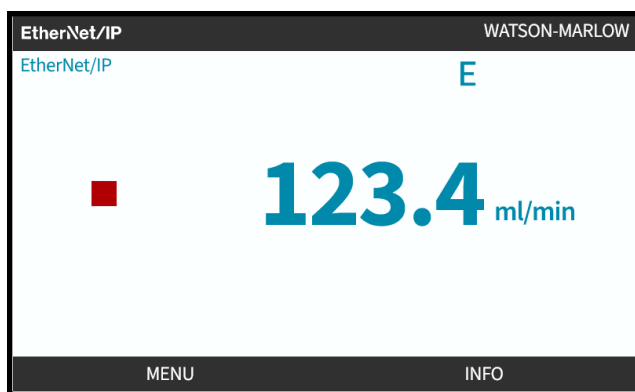 EtherNet/IP WATSON-MARLOW
EtherNet/IP
E
123.4 ml/min
MENU INFO